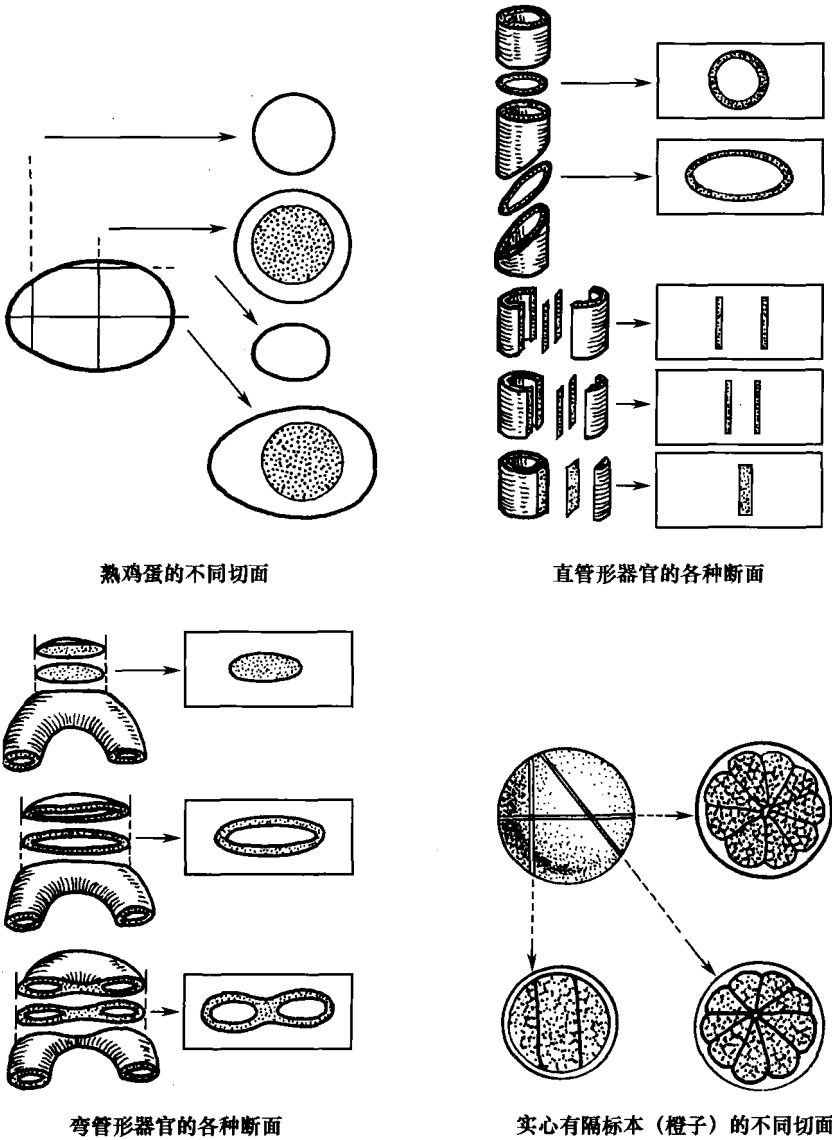 熟鸡蛋的不同切面
直管形器官的各种断面
弯管形器官的各种断面
实心有隔标本（橙子）的不同切面